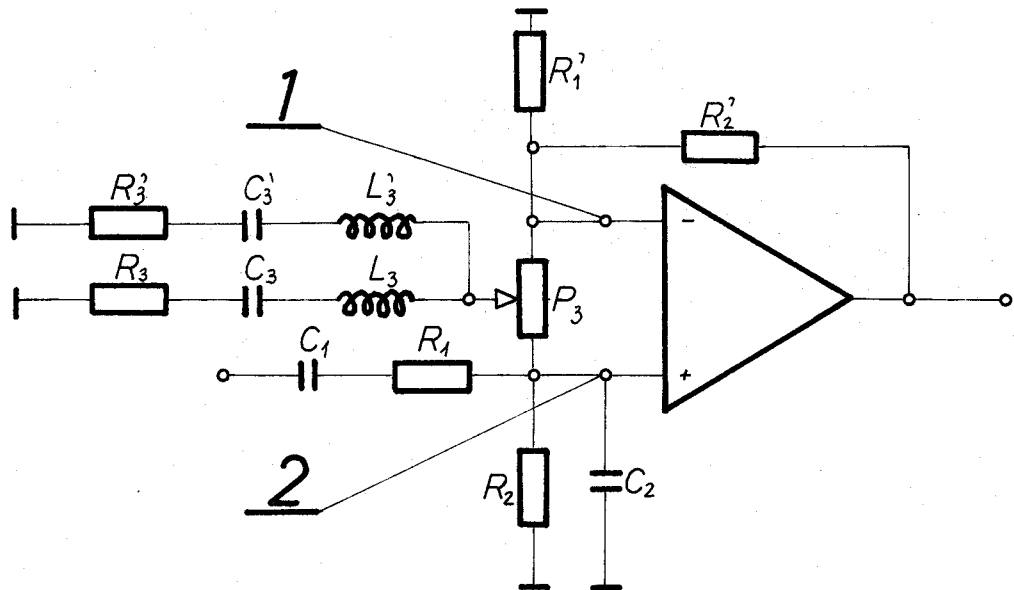 R₁'
1
R₂'
R₃'
C₃'
L₃'
−
R₃
C₃
L₃
P₃
C₁
R₁
+
2
R₂
C₂